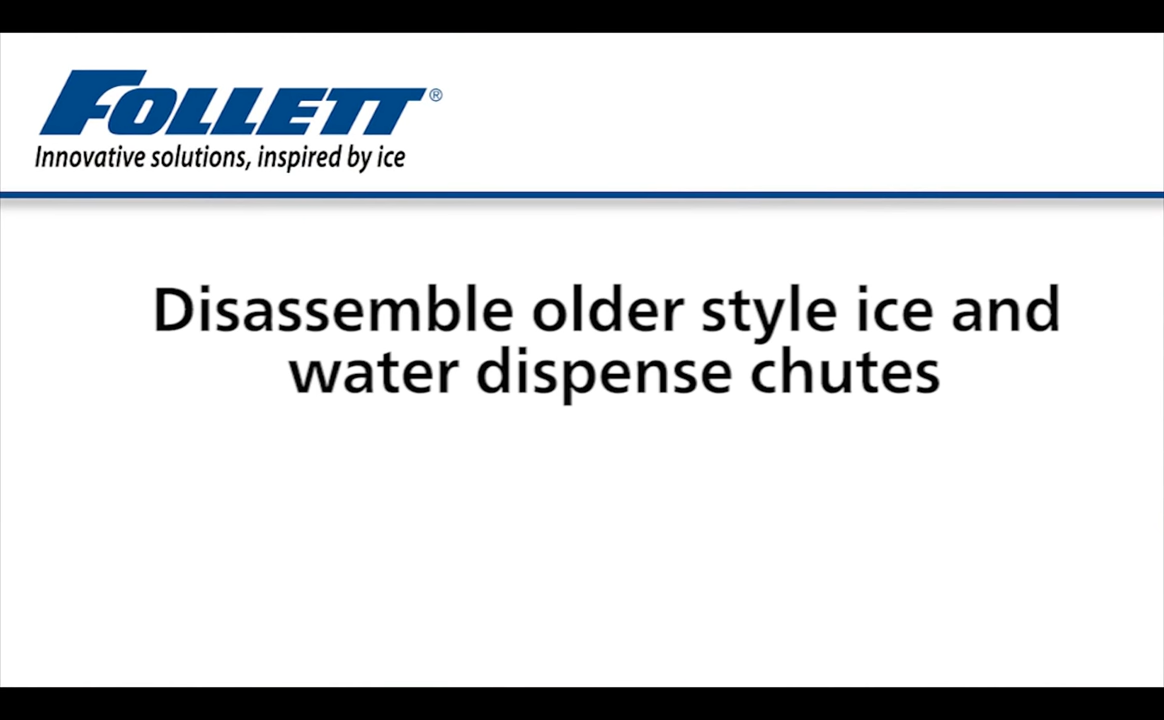 FOLLETT®
Innovative solutions, inspired by ice
Disassemble older style ice and
water dispense chutes